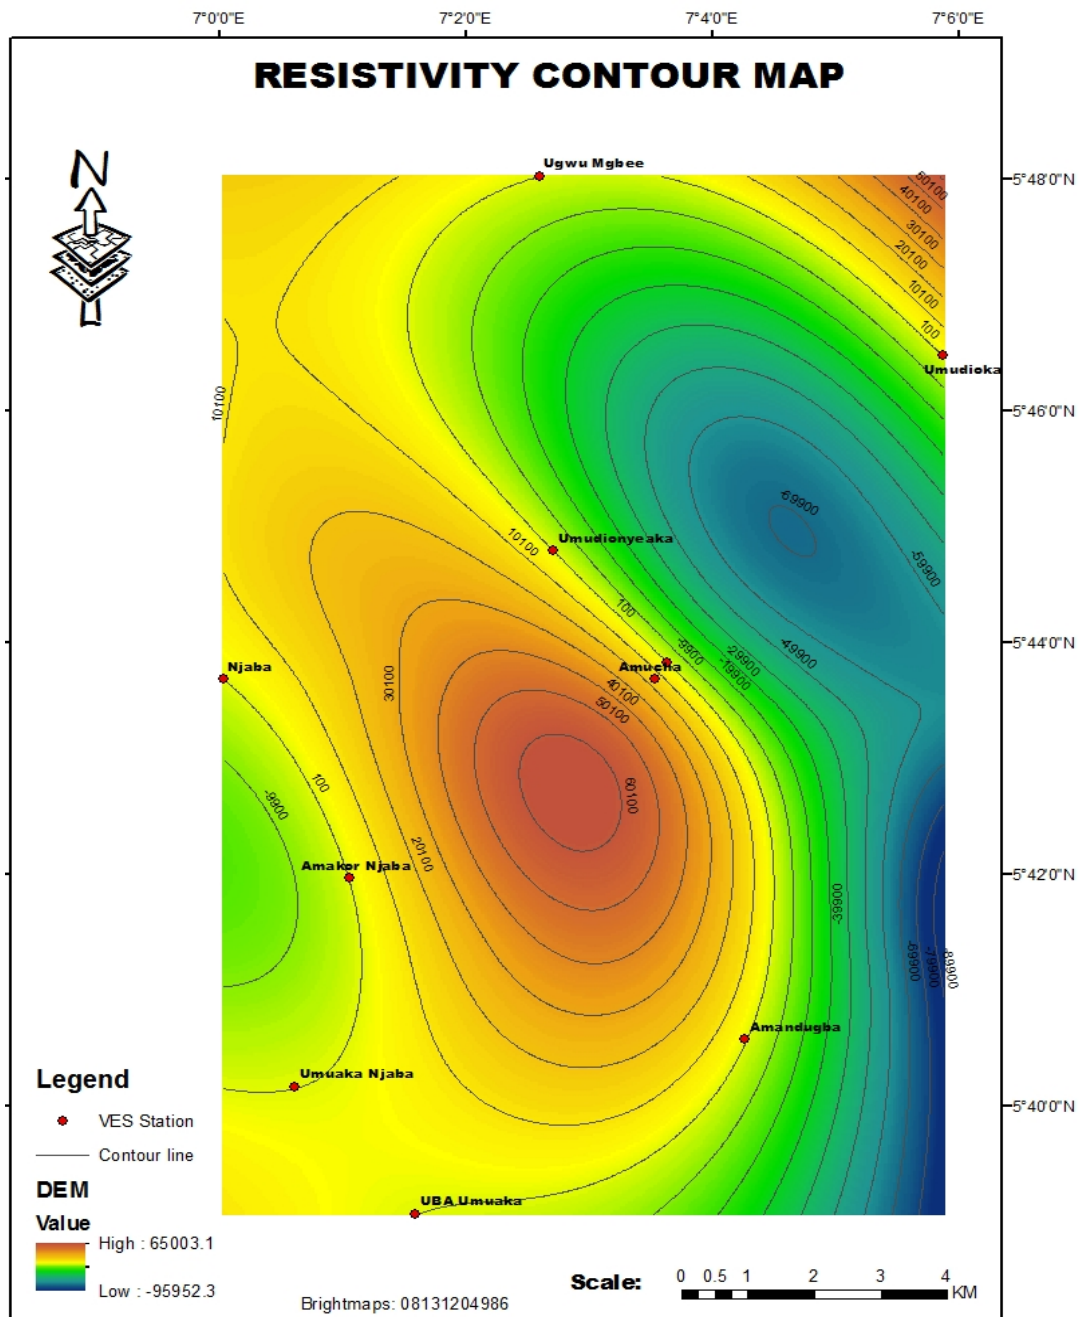 7°0'0"E 7°2'0"E 7°4'0"E 7°6'0"E
RESISTIVITY CONTOUR MAP
N
Ugwu Mgbee
5°48'0"N
50100
40100
30100
20100
10100
100
Umudioka
10100
5°46'0"N
-69900
10100
Umudionyeaka
-59900
100
5°44'0"N
-9900
-29900
-19900
-49900
Njaba
Amucha
30100
40100
50100
60100
100
-9900
20100
Amakor Njaba
5°42'0"N
-39900
-69900
-79900
-89900
Amandugba
Umuaka Njaba
5°40'0"N
UBA Umuaka
Legend
VES Station
Contour line
DEM
Value
High : 65003.1
Low : -95952.3
Brightmaps: 08131204986
Scale:
0 0.5 1 2 3 4
KM